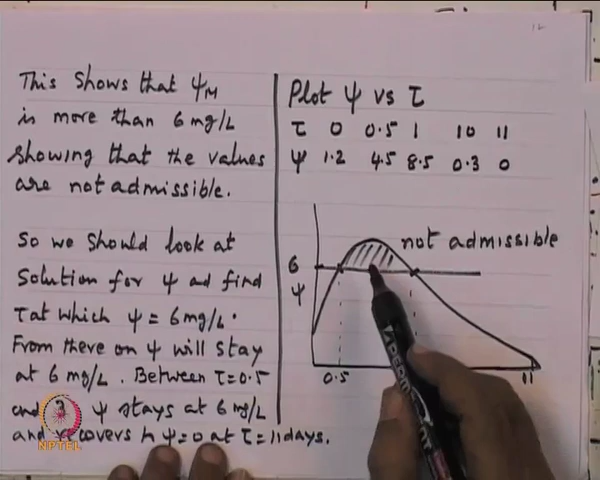 This shows that ΨM
is more than 6 mg/L
showing that the values
are not admissible.
So we should look at
solution for Ψ ad find
τ at which Ψ = 6 mg/L.
From there on Ψ will stay
at 6 mg/L. Between τ = 0.5
and Ψ stays at 6 mg/L
and recovers to Ψ=0 at τ = 11 days.
Plot Ψ vs τ
τ 0 0.5 1 10 11
Ψ 1.2 4.5 8.5 0.3 0
not admissible
6
Ψ
0.5 11
NPTEL